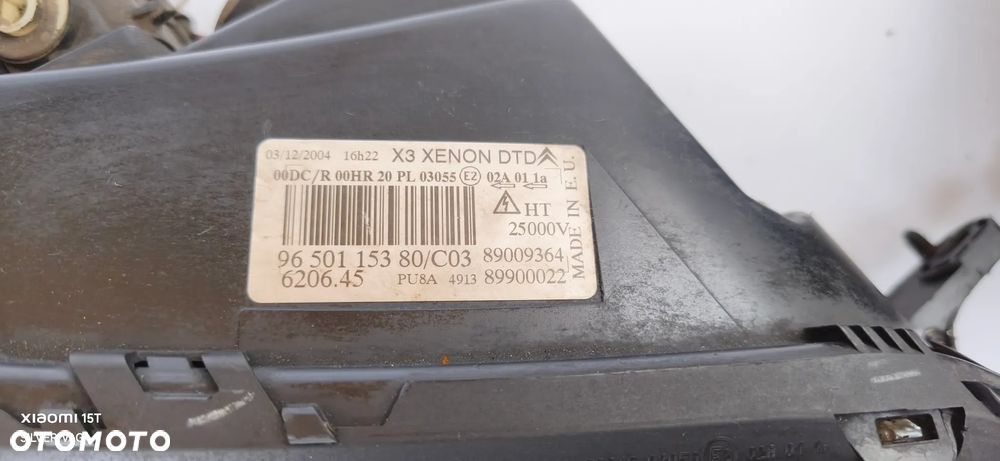 03/12/2004 16h22 X3 XENON DTD
00DC/R 00HR 20 PL 03055 E2 02A 01 1a
HT
25000V
MADE IN E.U.
96 501 153 80/C03 89009364
6206.45 PU8A 4913 89900022
XIAOMI 15T
OTOMOTO